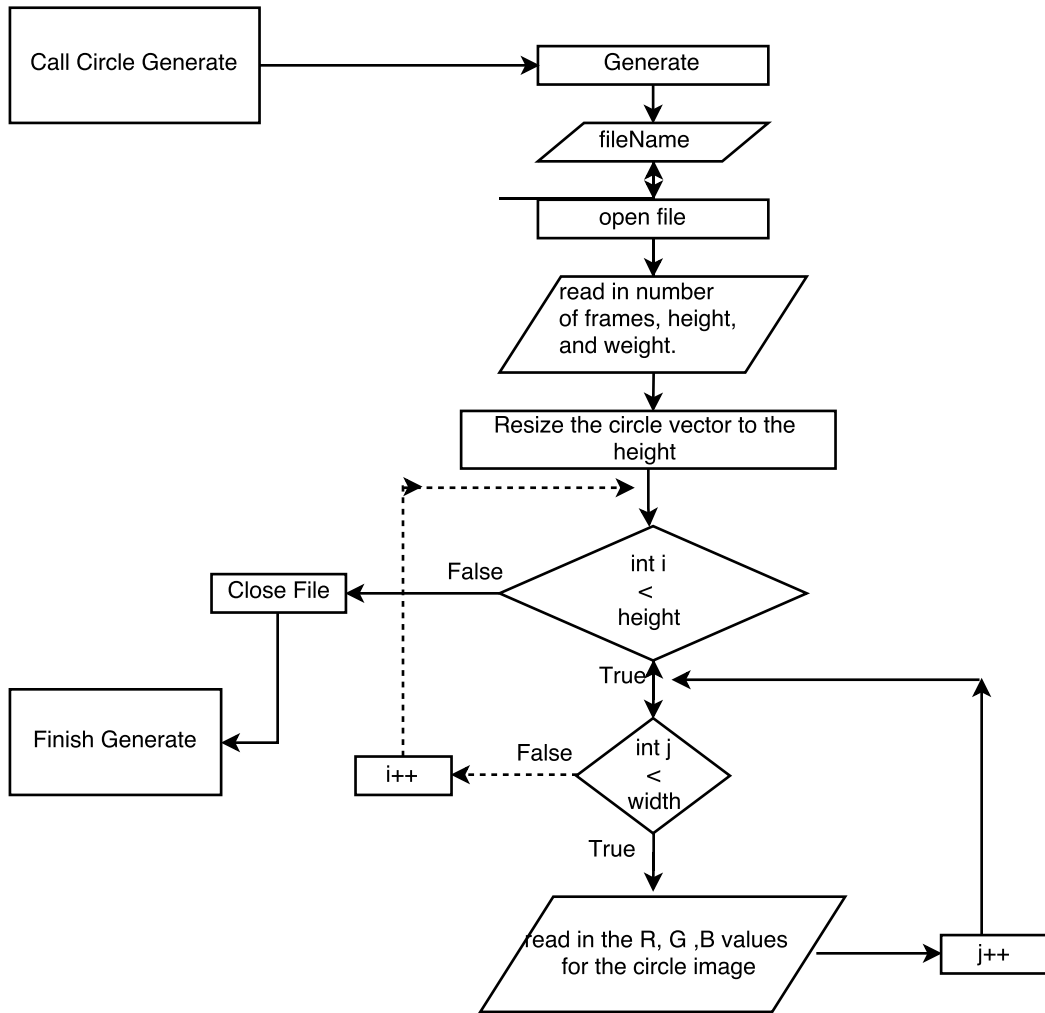 Call Circle Generate
Generate
fileName
open file
read in number
of frames, height,
and weight.
Resize the circle vector to the
height
int i
<
height
False
Close File
Finish Generate
True
int j
<
width
False
i++
True
read in the R, G ,B values
for the circle image
j++